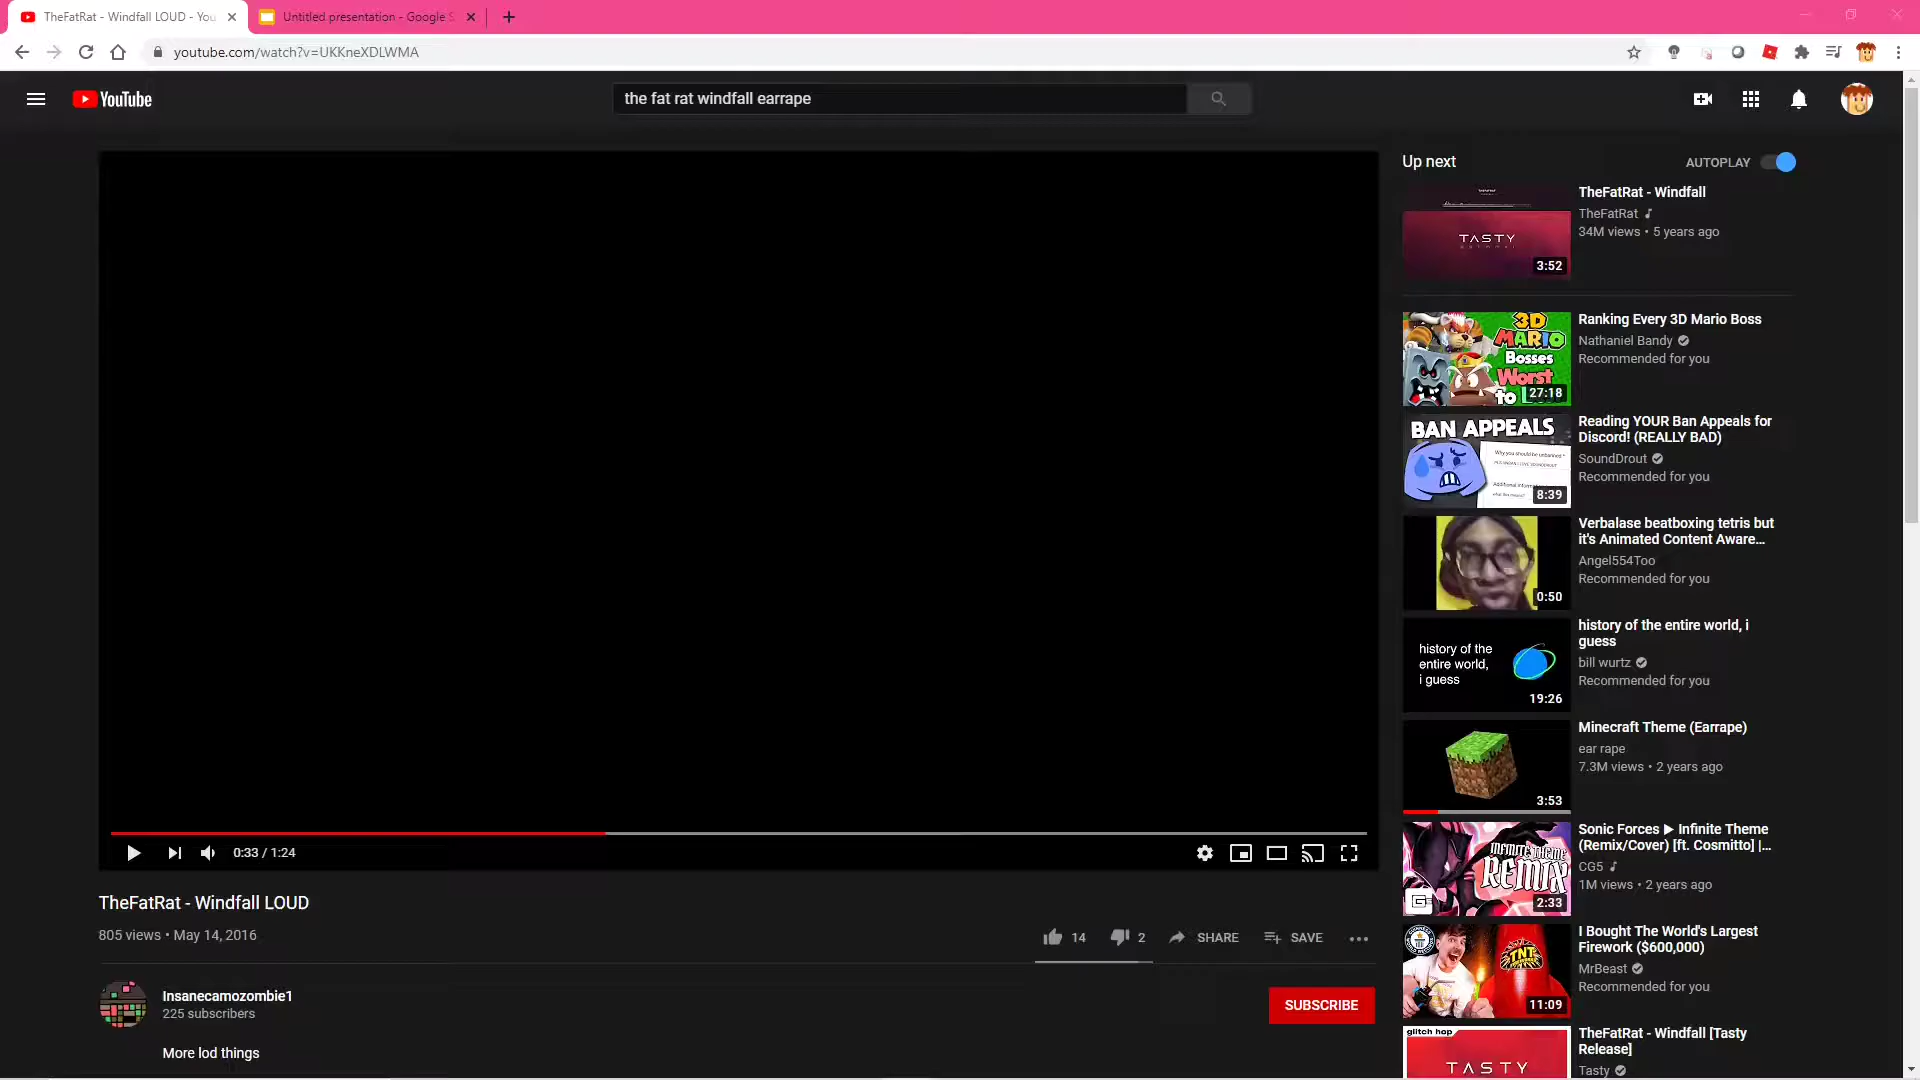 TheFatRat - Windfall LOUD - You
Untitled presentation - Google S
youtube.com/watch?v=UKKneXDLWMA
YouTube
the fat rat windfall earrape
Up next
AUTOPLAY
TASTY
3:52
TheFatRat - Windfall
TheFatRat
34M views • 5 years ago
3D
MARIO
Bosses
Worst
to
27:18
Ranking Every 3D Mario Boss
Nathaniel Bandy
Recommended for you
BAN APPEALS
8:39
Reading YOUR Ban Appeals for
Discord! (REALLY BAD)
SoundDrout
Recommended for you
0:50
Verbalase beatboxing tetris but
it's Animated Content Aware...
Angel554Too
Recommended for you
history of the
entire world,
i guess
19:26
history of the entire world, i
guess
bill wurtz
Recommended for you
3:53
Minecraft Theme (Earrape)
ear rape
7.3M views • 2 years ago
INFINITE THEME
REMIX
2:33
Sonic Forces ▶ Infinite Theme
(Remix/Cover) [ft. Cosmitto] |...
CG5
1M views • 2 years ago
TNT
11:09
I Bought The World's Largest
Firework ($600,000)
MrBeast
Recommended for you
glitch hop
TASTY
TheFatRat - Windfall [Tasty
Release]
Tasty
0:33 / 1:24
TheFatRat - Windfall LOUD
805 views • May 14, 2016
14
2
SHARE
SAVE
Insanecamozombie1
225 subscribers
SUBSCRIBE
More lod things